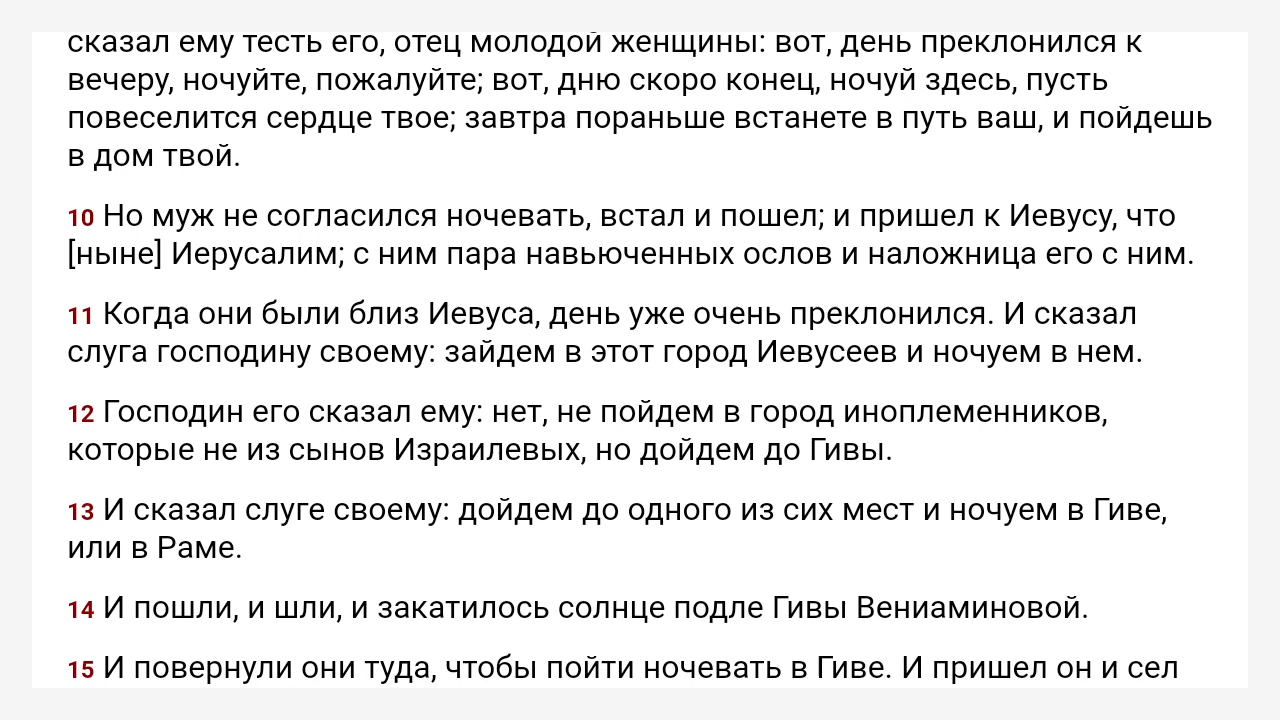 сказал ему тесть его, отец молодой женщины: вот, день преклонился к
вечеру, ночуйте, пожалуйте; вот, дню скоро конец, ночуй здесь, пусть
повеселится сердце твое; завтра пораньше встанете в путь ваш, и пойдешь
в дом твой.
10 Но муж не согласился ночевать, встал и пошел; и пришел к Иевусу, что
[ныне] Иерусалим; с ним пара навьюченных ослов и наложница его с ним.
11 Когда они были близ Иевуса, день уже очень преклонился. И сказал
слуга господину своему: зайдем в этот город Иевусеев и ночуем в нем.
12 Господин его сказал ему: нет, не пойдем в город иноплеменников,
которые не из сынов Израилевых, но дойдем до Гивы.
13 И сказал слуге своему: дойдем до одного из сих мест и ночуем в Гиве,
или в Раме.
14 И пошли, и шли, и закатилось солнце подле Гивы Вениаминовой.
15 И повернули они туда, чтобы пойти ночевать в Гиве. И пришел он и сел